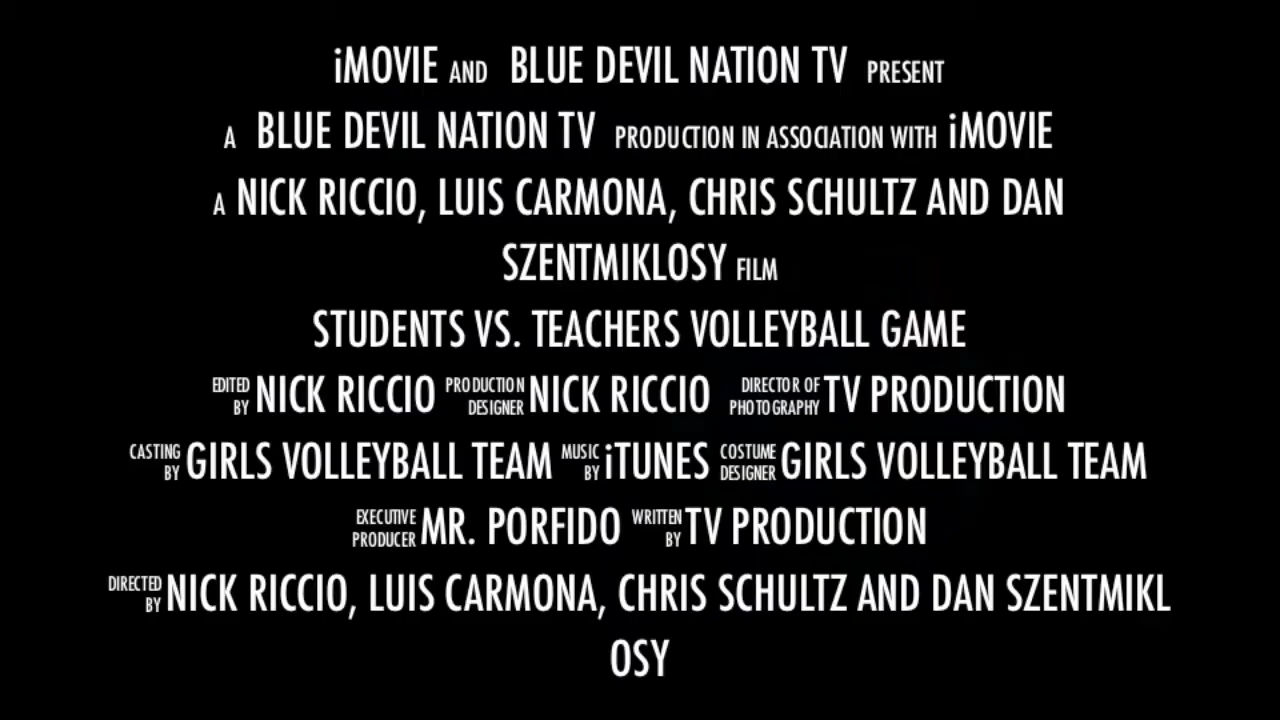 iMOVIE AND BLUE DEVIL NATION TV PRESENT
A BLUE DEVIL NATION TV PRODUCTION IN ASSOCIATION WITH iMOVIE
A NICK RICCIO, LUIS CARMONA, CHRIS SCHULTZ AND DAN
SZENTMIKLOSY FILM
STUDENTS VS. TEACHERS VOLLEYBALL GAME
EDITED BY NICK RICCIO PRODUCTION DESIGNER NICK RICCIO DIRECTOR OF PHOTOGRAPHY TV PRODUCTION
CASTING BY GIRLS VOLLEYBALL TEAM MUSIC BY iTUNES COSTUME DESIGNER GIRLS VOLLEYBALL TEAM
EXECUTIVE PRODUCER MR. PORFIDO WRITTEN BY TV PRODUCTION
DIRECTED BY NICK RICCIO, LUIS CARMONA, CHRIS SCHULTZ AND DAN SZENTMIKL
OSY